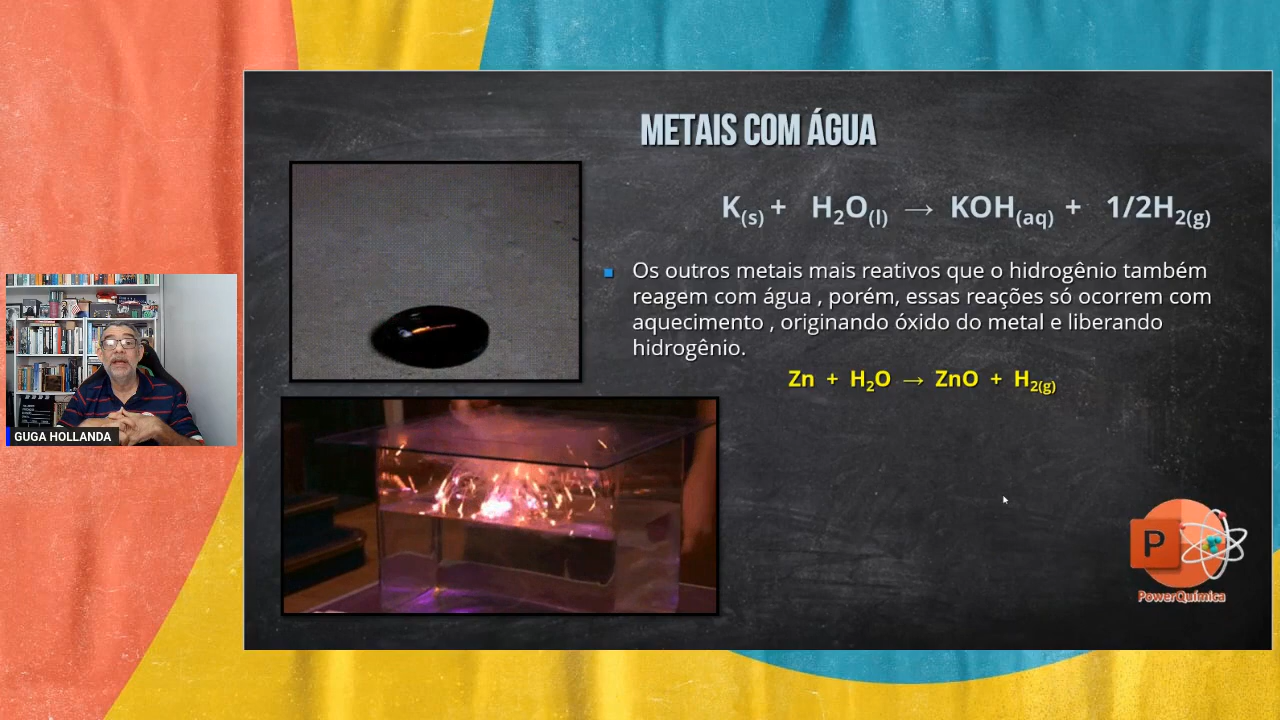 METAIS COM ÁGUA
K(s) + H2O(l) → KOH(aq) + 1/2H2(g)
Os outros metais mais reativos que o hidrogênio também
reagem com água , porém, essas reações só ocorrem com
aquecimento , originando óxido do metal e liberando
hidrogênio.
Zn + H2O → ZnO + H2(g)
GUGA HOLLANDA
P
PowerQuímica